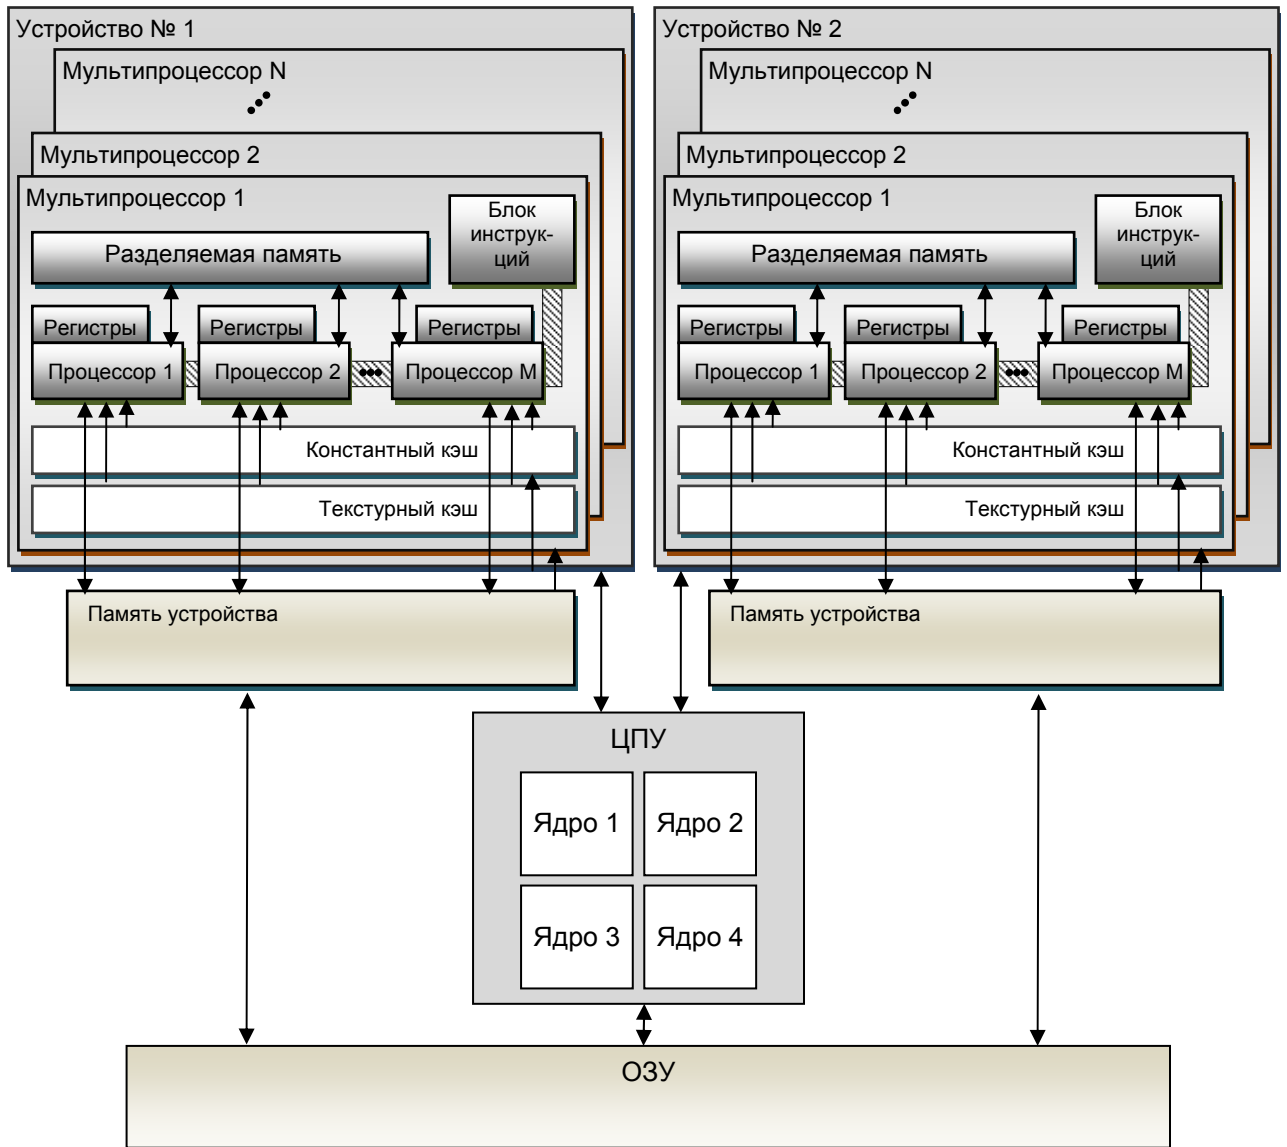 Устройство № 1
Мультипроцессор N
Мультипроцессор 2
Мультипроцессор 1
Блок
инструк-
ций
Разделяемая память
Регистры
Регистры
Регистры
Процессор 1
Процессор 2
Процессор М
Константный кэш
Текстурный кэш
Память устройства
Устройство № 2
Мультипроцессор N
Мультипроцессор 2
Мультипроцессор 1
Блок
инструк-
ций
Разделяемая память
Регистры
Регистры
Регистры
Процессор 1
Процессор 2
Процессор М
Константный кэш
Текстурный кэш
Память устройства
ЦПУ
Ядро 1
Ядро 2
Ядро 3
Ядро 4
ОЗУ